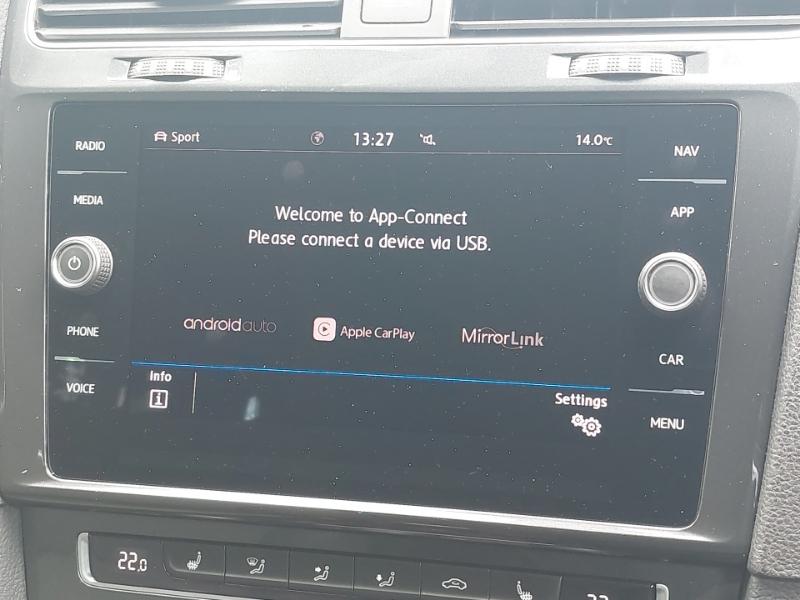 RADIO
MEDIA
PHONE
VOICE
Sport 13:27 14.0°C
Welcome to App-Connect
Please connect a device via USB.
androidauto Apple CarPlay MirrorLink
Info
i
Settings
NAV
APP
CAR
MENU
22.0